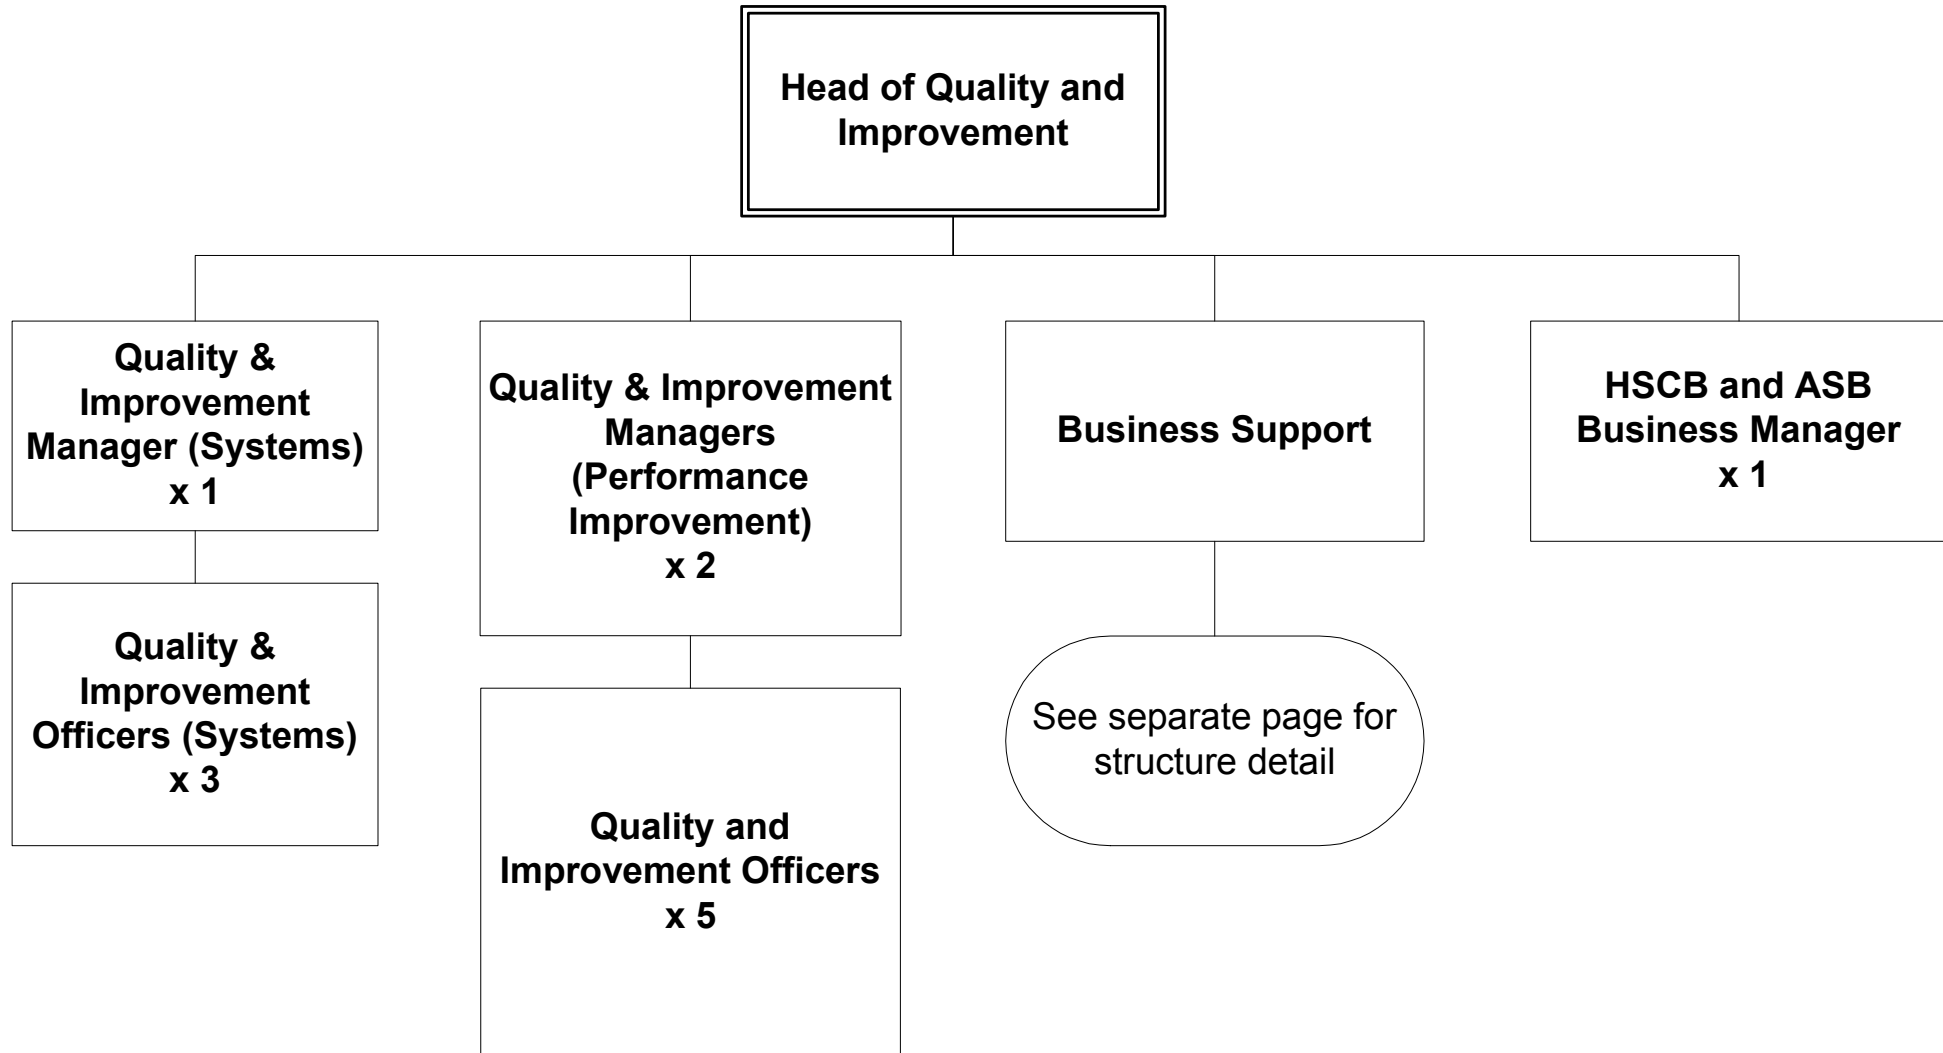 Head of Quality and
Improvement
Quality &
Improvement
Manager (Systems)
x 1
Quality & Improvement
Managers
(Performance
Improvement)
x 2
Business Support
HSCB and ASB
Business Manager
x 1
Quality &
Improvement
Officers (Systems)
x 3
Quality and
Improvement Officers
x 5
See separate page for
structure detail